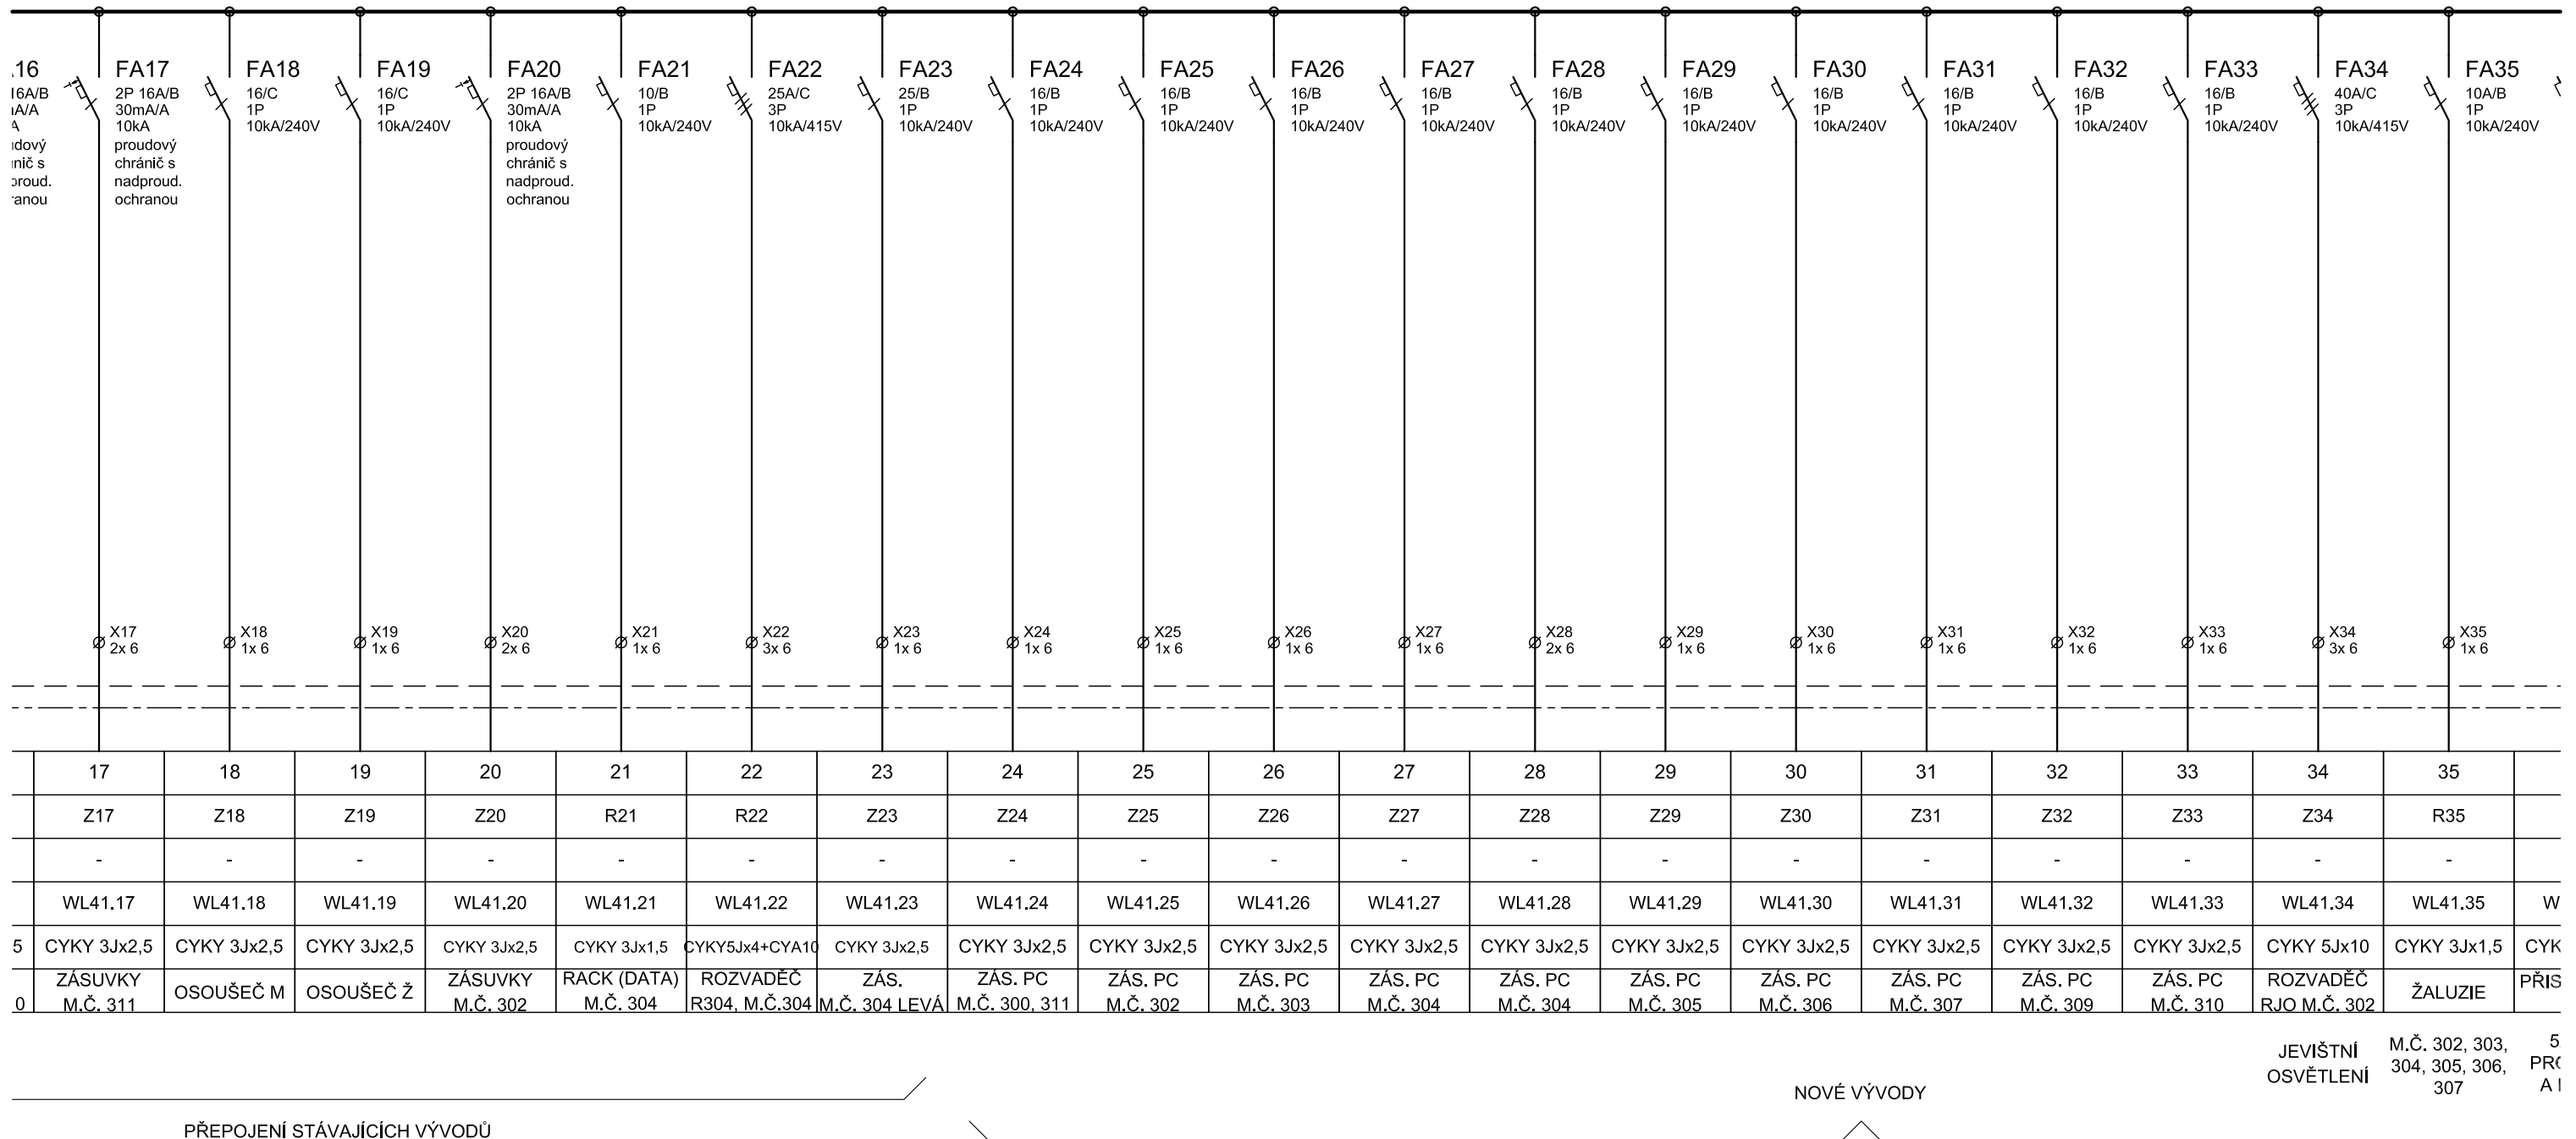 FA17
2P 16A/B
30mA/A
10kA
proudový
chránič s
nadproud.
ochranou
FA18
16/C
1P
10kA/240V
FA19
16/C
1P
10kA/240V
FA20
2P 16A/B
30mA/A
10kA
proudový
chránič s
nadproud.
ochranou
FA21
10/B
1P
10kA/240V
FA22
25A/C
3P
10kA/415V
FA23
25/B
1P
10kA/240V
FA24
16/B
1P
10kA/240V
FA25
16/B
1P
10kA/240V
FA26
16/B
1P
10kA/240V
FA27
16/B
1P
10kA/240V
FA28
16/B
1P
10kA/240V
FA29
16/B
1P
10kA/240V
FA30
16/B
1P
10kA/240V
FA31
16/B
1P
10kA/240V
FA32
16/B
1P
10kA/240V
FA33
16/B
1P
10kA/240V
FA34
40A/C
3P
10kA/415V
FA35
10A/B
1P
10kA/240V
X17
2x 6
X18
1x 6
X19
1x 6
X20
2x 6
X21
1x 6
X22
3x 6
X23
1x 6
X24
1x 6
X25
1x 6
X26
1x 6
X27
1x 6
X28
2x 6
X29
1x 6
X30
1x 6
X31
1x 6
X32
1x 6
X33
1x 6
X34
3x 6
X35
1x 6
17 18 19 20 21 22 23 24 25 26 27 28 29 30 31 32 33 34 35
Z17 Z18 Z19 Z20 R21 R22 Z23 Z24 Z25 Z26 Z27 Z28 Z29 Z30 Z31 Z32 Z33 Z34 R35
- - - - - - - - - - - - - - - - - - -
WL41.17 WL41.18 WL41.19 WL41.20 WL41.21 WL41.22 WL41.23 WL41.24 WL41.25 WL41.26 WL41.27 WL41.28 WL41.29 WL41.30 WL41.31 WL41.32 WL41.33 WL41.34 WL41.35 W
5 CYKY 3Jx2,5 CYKY 3Jx2,5 CYKY 3Jx2,5 CYKY 3Jx2,5 CYKY 3Jx1,5 CYKY5Jx4+CYA10 CYKY 3Jx2,5 CYKY 3Jx2,5 CYKY 3Jx2,5 CYKY 3Jx2,5 CYKY 3Jx2,5 CYKY 3Jx2,5 CYKY 3Jx2,5 CYKY 3Jx2,5 CYKY 3Jx2,5 CYKY 3Jx2,5 CYKY 3Jx2,5 CYKY 5Jx10 CYKY 3Jx1,5
0
ZÁSUVKY
M.Č. 311
OSOUŠEČ M
OSOUŠEČ Ž
ZÁSUVKY
M.Č. 302
RACK (DATA)
M.Č. 304
ROZVADĚČ
R304, M.Č.304
ZÁS.
M.Č. 304 LEVÁ
ZÁS. PC
M.Č. 300, 311
ZÁS. PC
M.Č. 302
ZÁS. PC
M.Č. 303
ZÁS. PC
M.Č. 304
ZÁS. PC
M.Č. 304
ZÁS. PC
M.Č. 305
ZÁS. PC
M.Č. 306
ZÁS. PC
M.Č. 307
ZÁS. PC
M.Č. 309
ZÁS. PC
M.Č. 310
ROZVADĚČ
RJO M.Č. 302
ŽALUZIE
JEVIŠTNÍ
OSVĚTLENÍ
M.Č. 302, 303,
304, 305, 306,
307
NOVÉ VÝVODY
PŘEPOJENÍ STÁVAJÍCÍCH VÝVODŮ